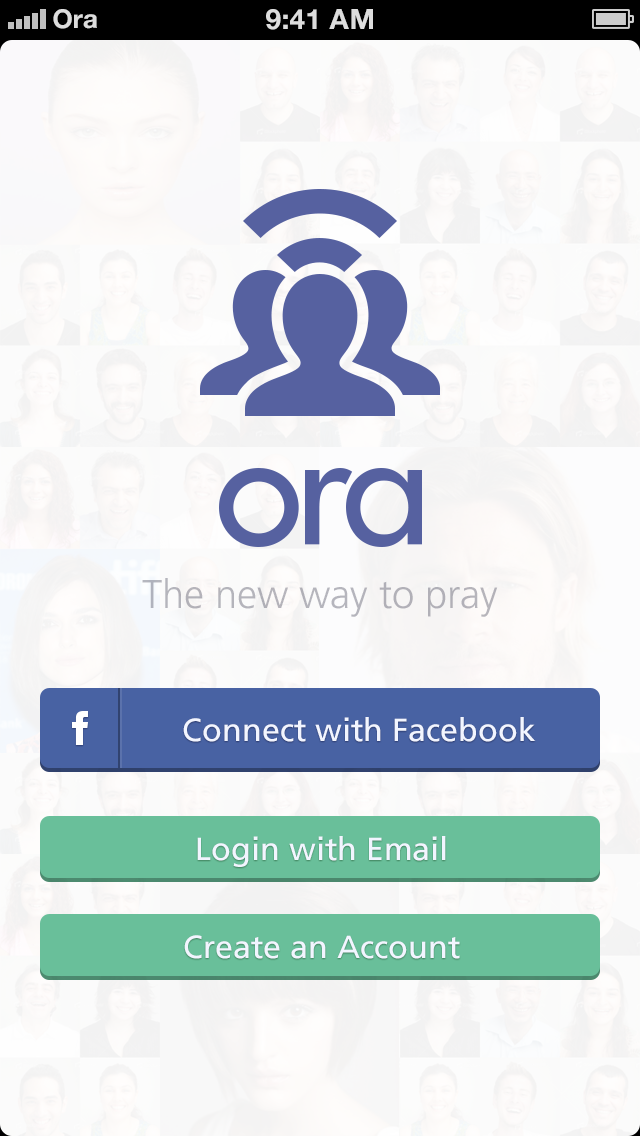 Ora 9:41 AM
ora
The new way to pray
f Connect with Facebook
Login with Email
Create an Account